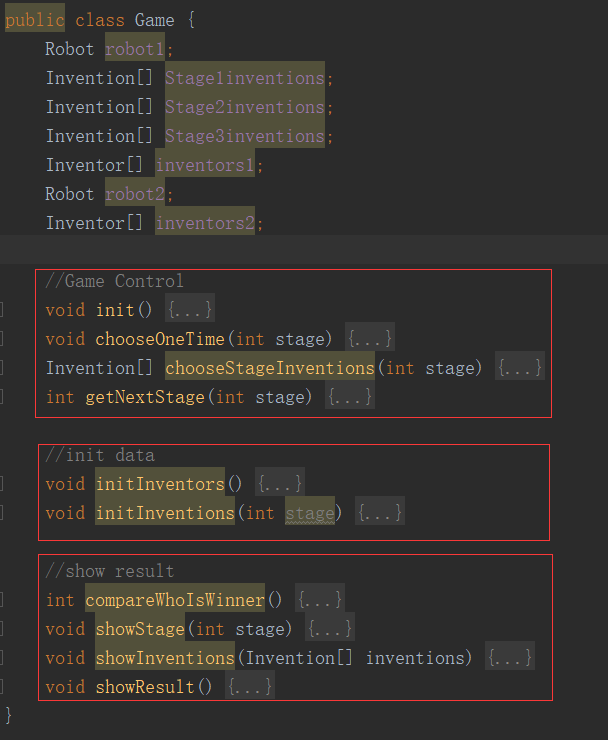 public class Game {
Robot robot1;
Invention[] Stage1inventions;
Invention[] Stage2inventions;
Invention[] Stage3inventions;
Inventor[] inventors1;
Robot robot2;
Inventor[] inventors2;
//Game Control
void init() {...}
void chooseOneTime(int stage) {...}
Invention[] chooseStageInventions(int stage) {...}
int getNextStage(int stage) {...}
//init data
void initInventors() {...}
void initInventions(int stage) {...}
//show result
int compareWhoIsWinner() {...}
void showStage(int stage) {...}
void showInventions(Invention[] inventions) {...}
void showResult() {...}
}